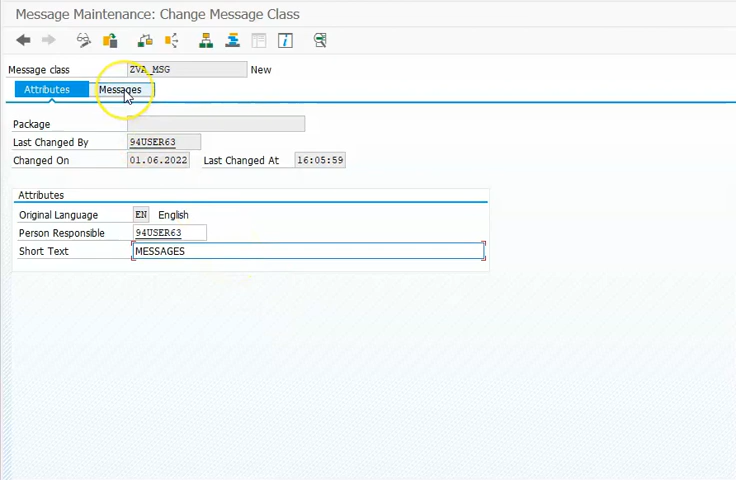 Message Maintenance: Change Message Class
Message class ZVA_MSG New
Attributes Messages
Package
Last Changed By 94USER63
Changed On 01.06.2022 Last Changed At 16:05:59
Attributes
Original Language EN English
Person Responsible 94USER63
Short Text MESSAGES